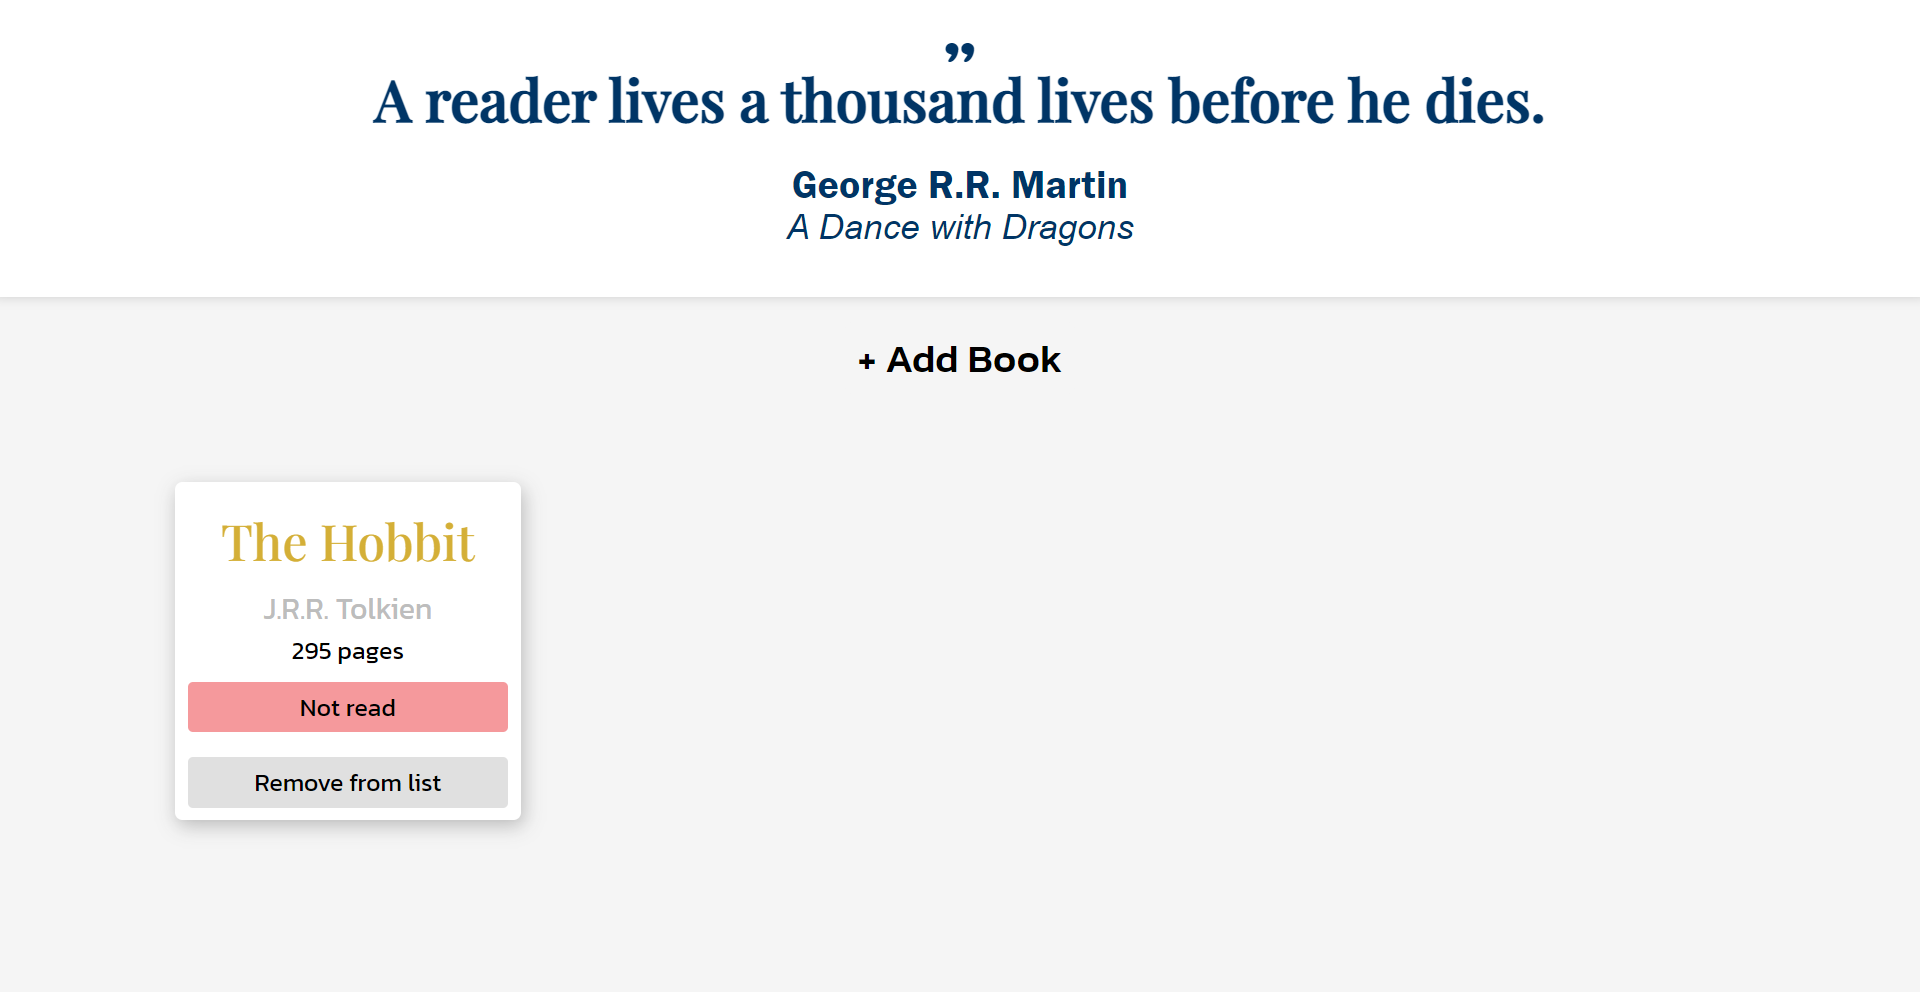 ”
A reader lives a thousand lives before he dies.
George R.R. Martin
A Dance with Dragons
+ Add Book
The Hobbit
J.R.R. Tolkien
295 pages
Not read
Remove from list